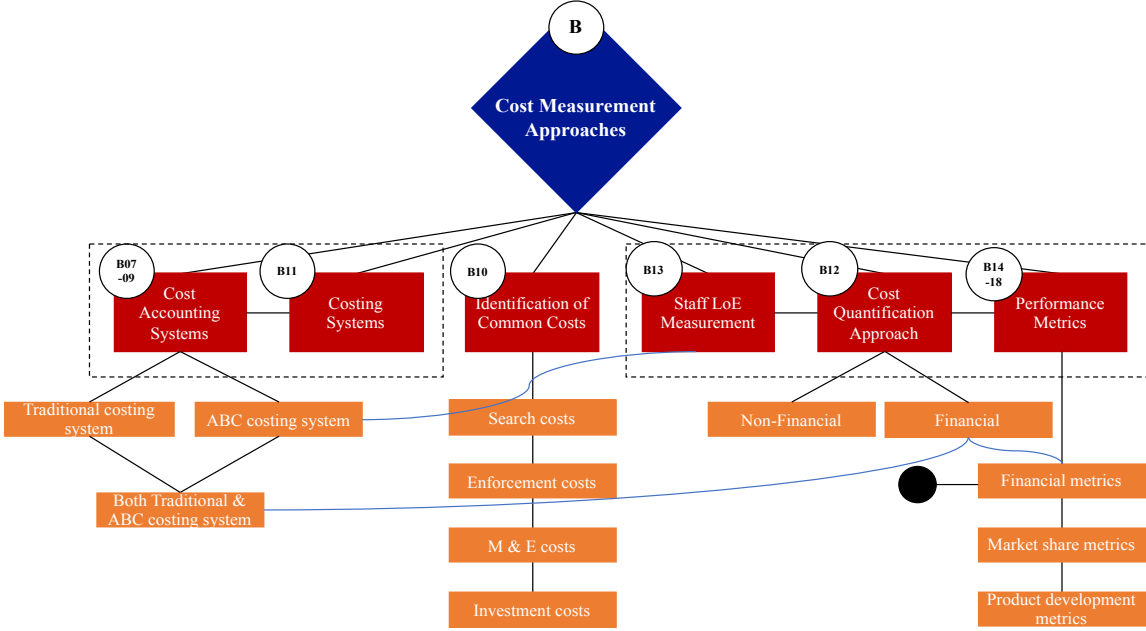 B
Cost Measurement
Approaches
B07
-09
B11
B10
B13
B12
B14
-18
Cost
Accounting
Systems
Costing
Systems
Identification of
Common Costs
Staff LoE
Measurement
Cost
Quantification
Approach
Performance
Metrics
Traditional costing
system
ABC costing system
Search costs
Non-Financial
Financial
Both Traditional &
ABC costing system
Enforcement costs
Financial metrics
M & E costs
Market share metrics
Investment costs
Product development
metrics